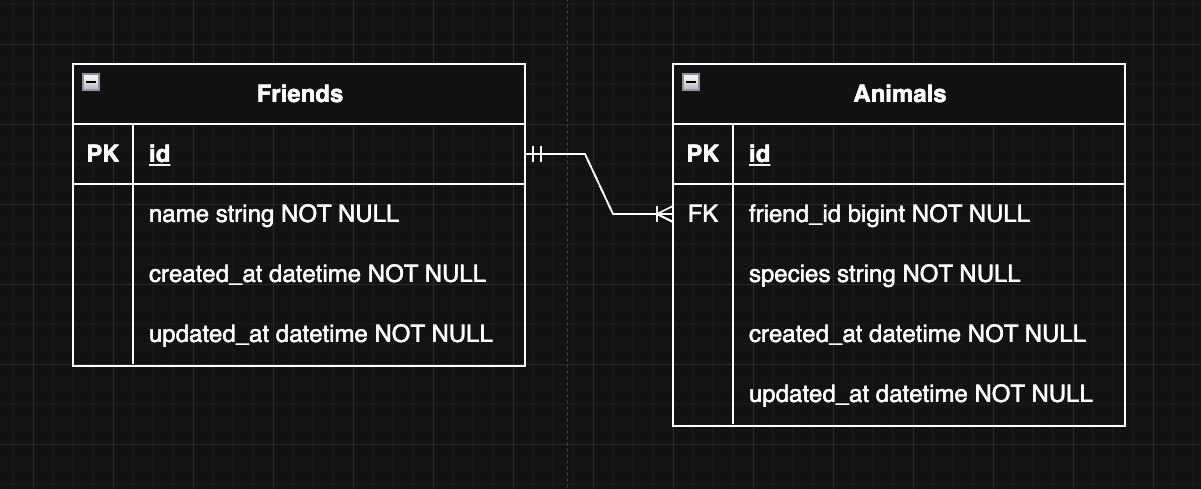 Friends
PK id
name string NOT NULL
created_at datetime NOT NULL
updated_at datetime NOT NULL
Animals
PK id
FK friend_id bigint NOT NULL
species string NOT NULL
created_at datetime NOT NULL
updated_at datetime NOT NULL